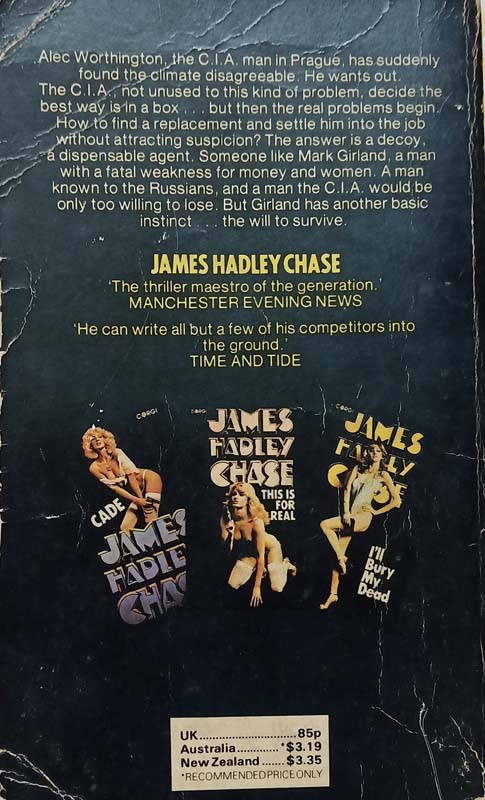 Alec Worthington, the C.I.A. man in Prague, has suddenly
found the climate disagreeable. He wants out.
The C.I.A., not unused to this kind of problem, decide the
best way is in a box . . . but then the real problems begin.
How to find a replacement and settle him into the job
without attracting suspicion? The answer is a decoy,
a dispensable agent. Someone like Mark Girland, a man
with a fatal weakness for money and women. A man
known to the Russians, and a man the C.I.A. would be
only too willing to lose. But Girland has another basic
instinct . . . the will to survive.
JAMES HADLEY CHASE
'The thriller maestro of the generation.'
MANCHESTER EVENING NEWS
'He can write all but a few of his competitors into
the ground.'
TIME AND TIDE
CORGI
CADE
JAMES
HADLEY
CHAS
CORGI
JAMES
HADLEY
CHASE
THIS IS
FOR
REAL
CORGI
JAMES
HADLEY
CHASE
I'll
Bury
My
Dead
UK............................85p
Australia............*$3.19
New Zealand.......$3.35
*RECOMMENDED PRICE ONLY